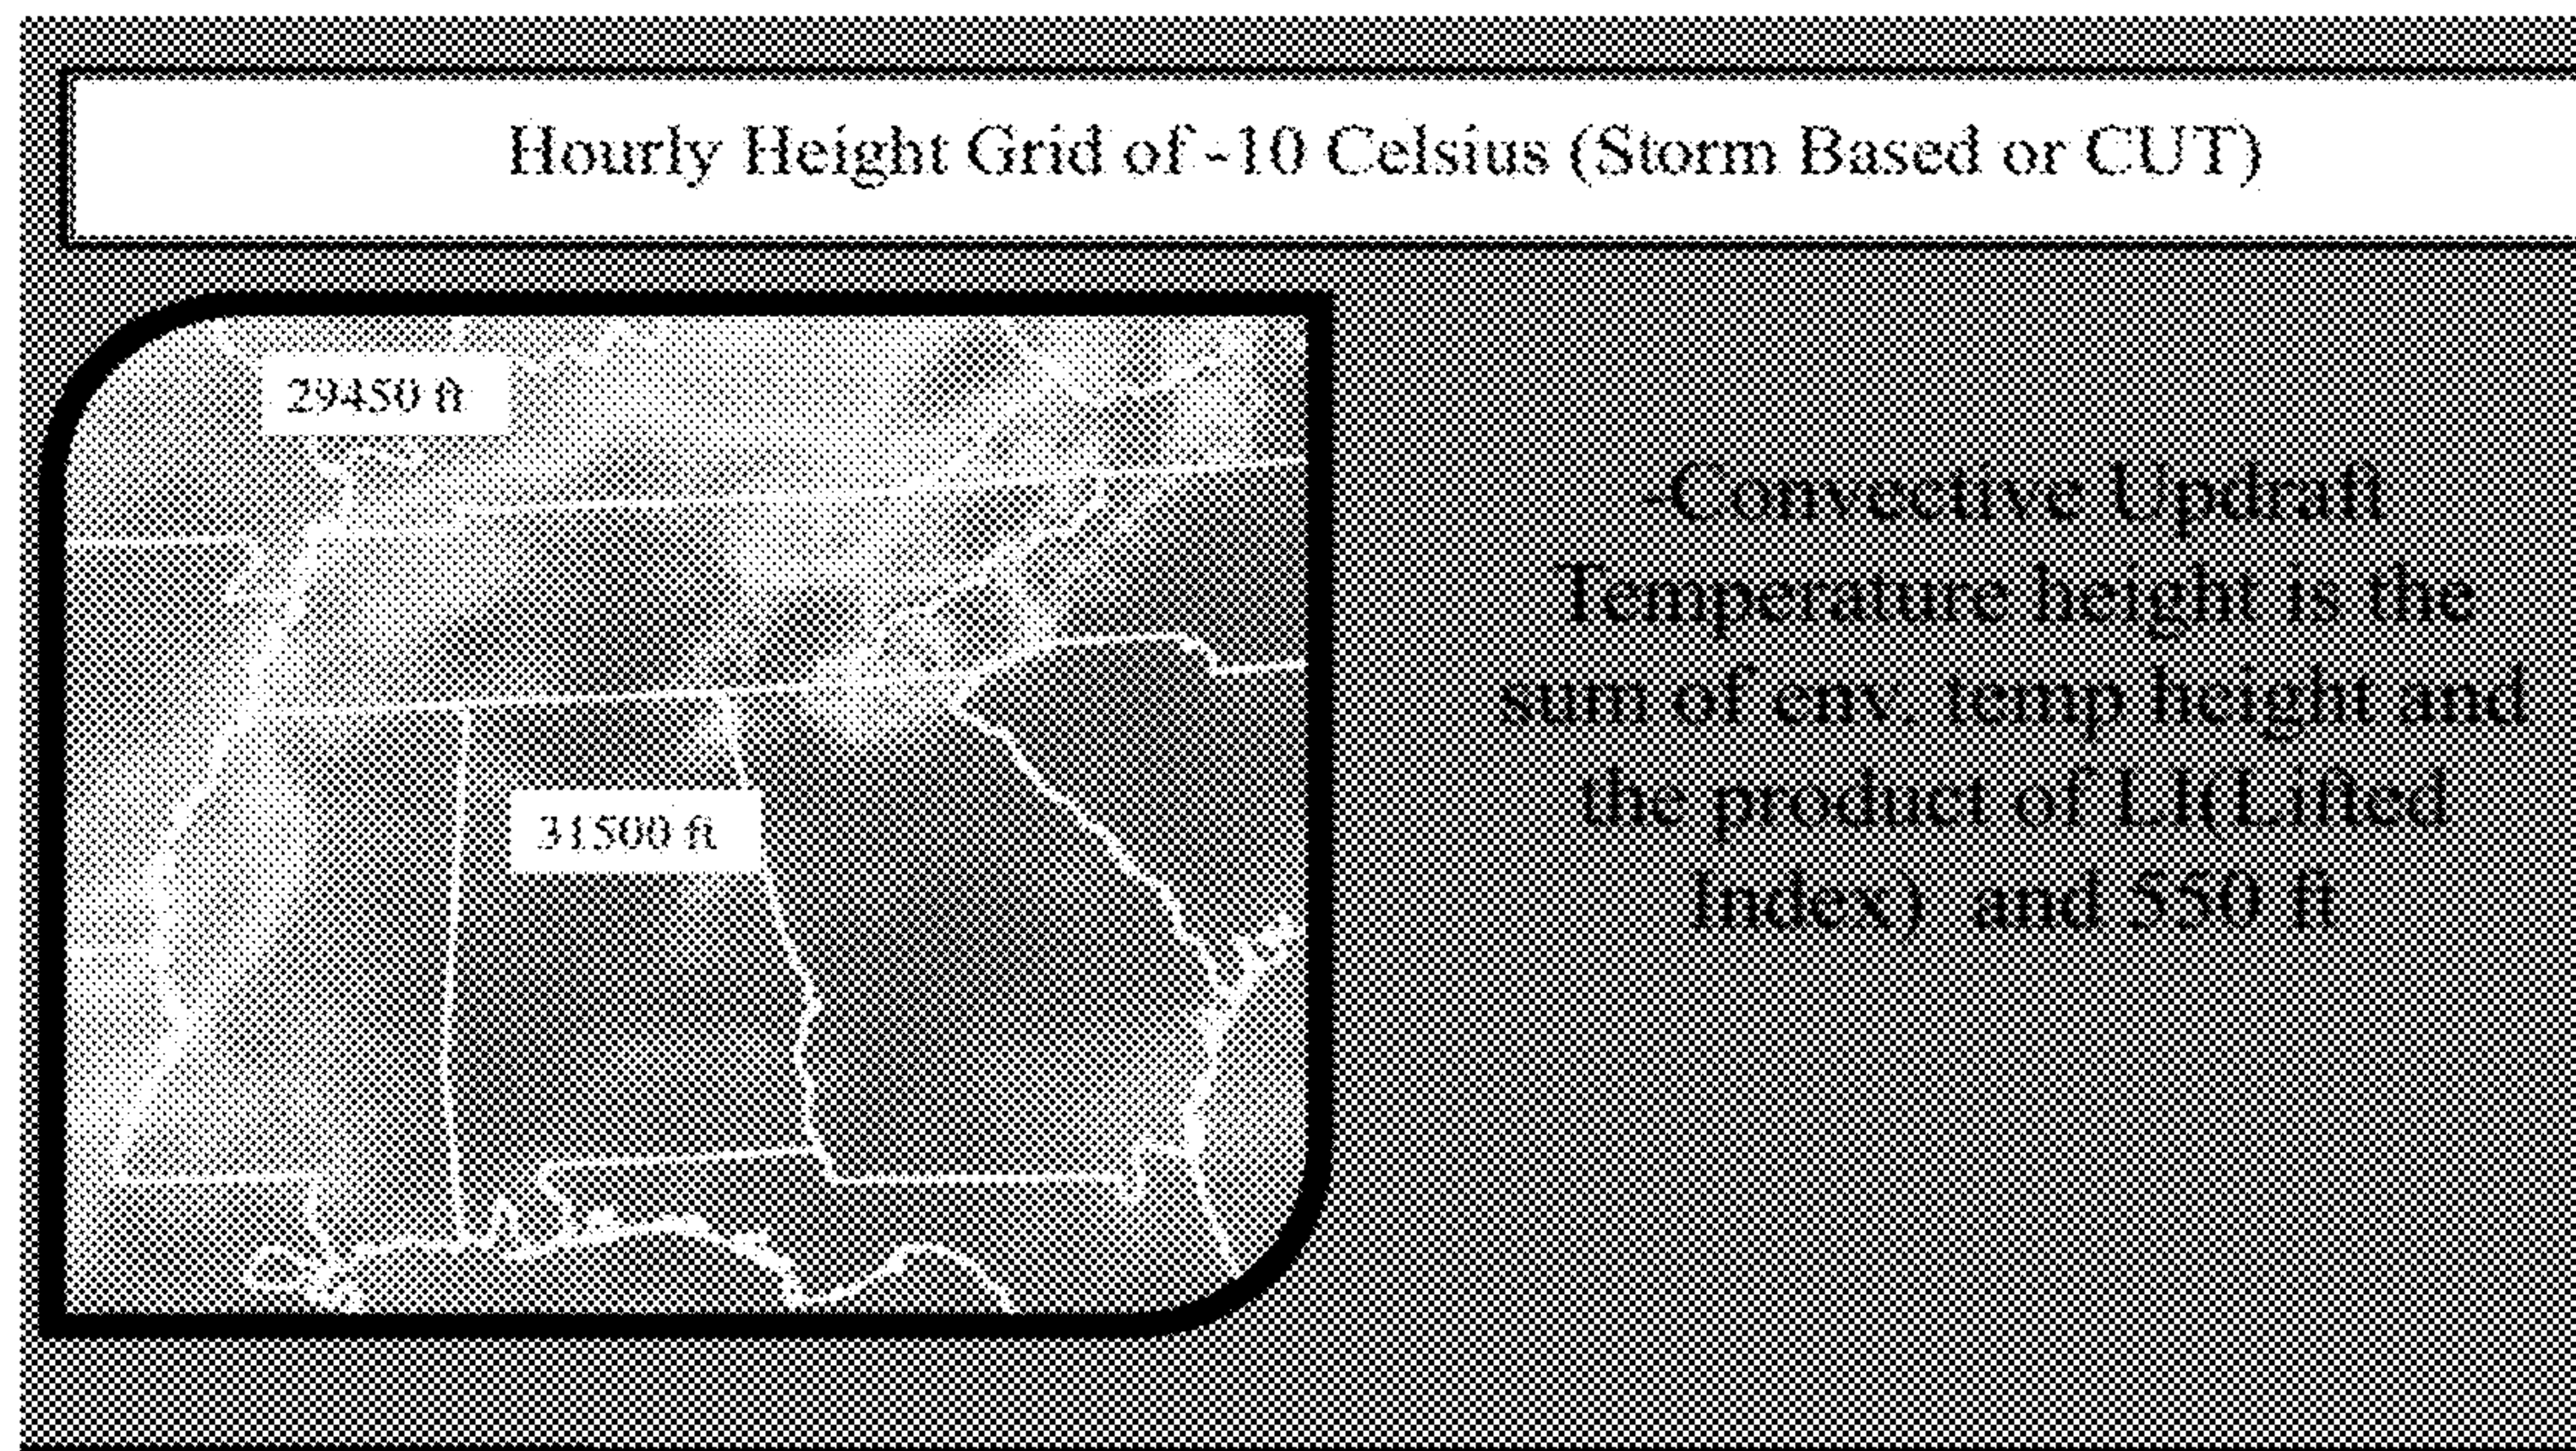 Hourly Height Grid of -10 Celsius (Storm Based or CUT)
29450 ft
31500 ft
-Convective Updraft
Temperature height is the
sum of env. temp height and
the product of LI(Lifted
Index) and 550 ft